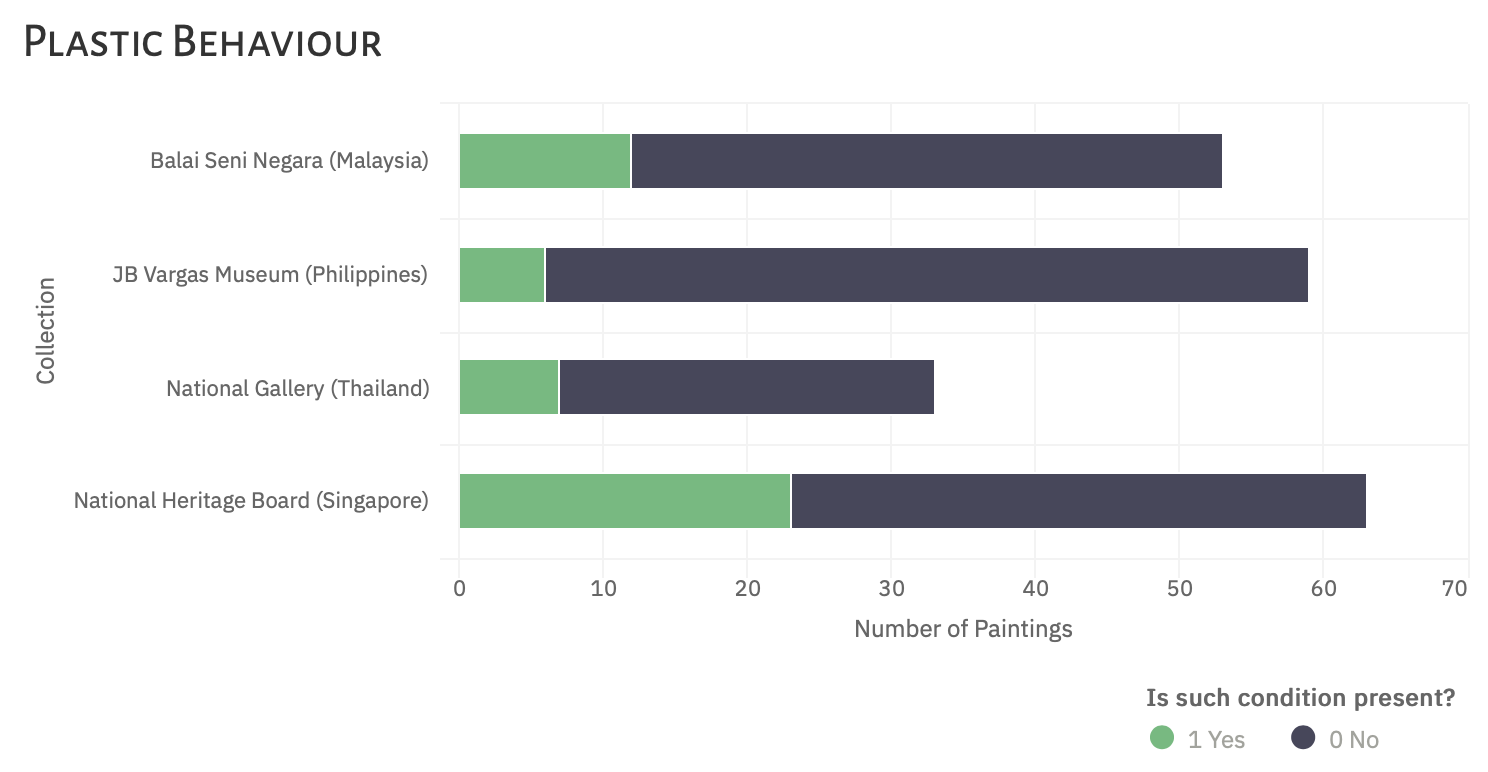 Plastic Behaviour
Collection
Balai Seni Negara (Malaysia)
JB Vargas Museum (Philippines)
National Gallery (Thailand)
National Heritage Board (Singapore)
0 10 20 30 40 50 60 70
Number of Paintings
Is such condition present?
1 Yes 0 No